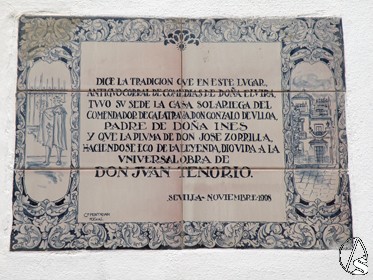 DICE LA TRADICION QVE EN ESTE LVGAR,
ANTIGVO CORRAL DE COMEDIAS DE DOÑA ELVIRA,
TVVO SV SEDE LA CASA SOLARIEGA DEL
COMENDADOR DE CALATRAVA DON GONZALO DE VLLOA,
PADRE DE DOÑA INES
Y QVE LA PLVMA DE DON JOSE ZORRILLA,
HACIENDOSE ECO DE LA LEYENDA, DIO VIDA A LA
VNIVERSAL OBRA DE
DON JVAN TENORIO.
SEVILLA-NOVIEMBRE-1998